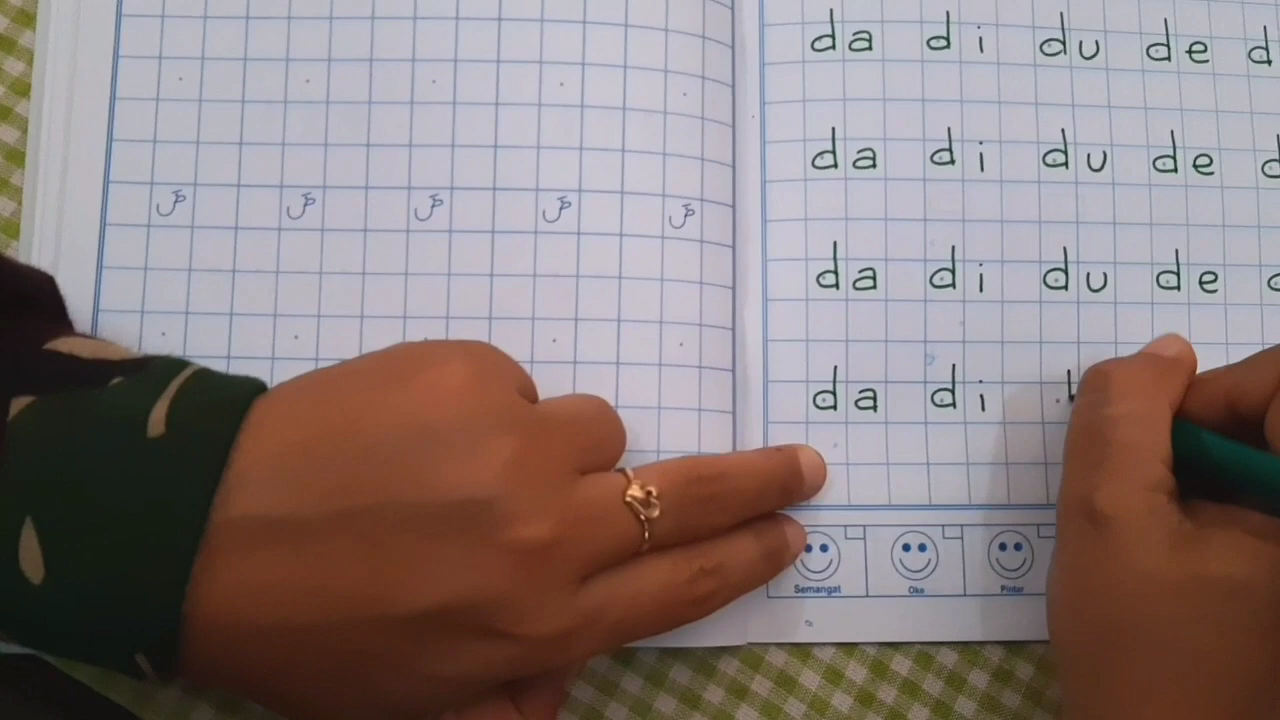 da di du de d
da di du de
da di du de
da di
Semangat Oke Pintar